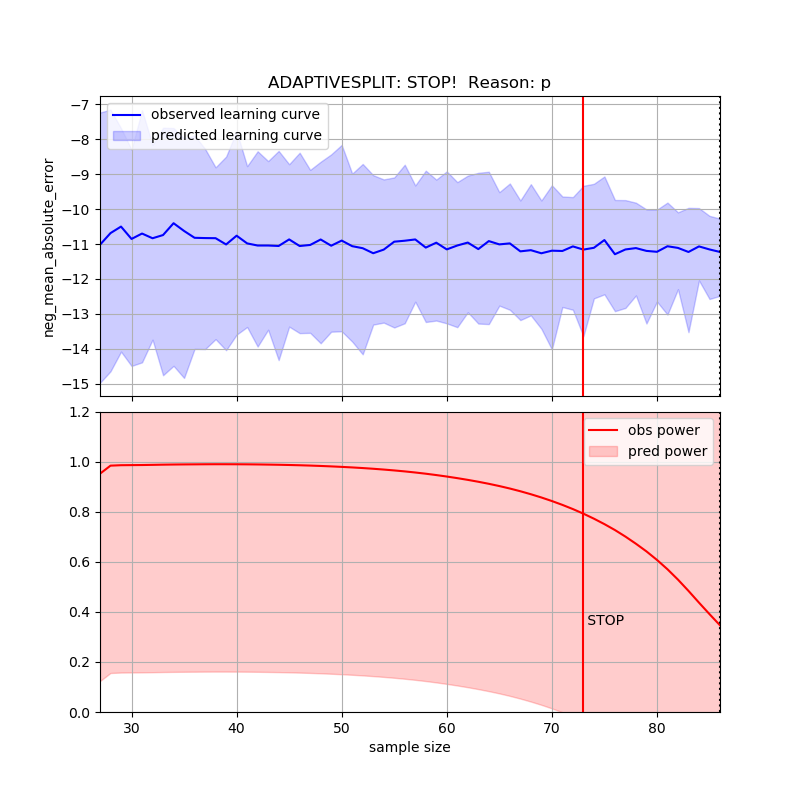 ADAPTIVESPLIT: STOP!  Reason: p
observed learning curve
predicted learning curve
neg_mean_absolute_error
−7
−8
−9
−10
−11
−12
−13
−14
−15
obs power
pred power
1.2
1.0
0.8
0.6
0.4
0.2
0.0
STOP
30 40 50 60 70 80
sample size